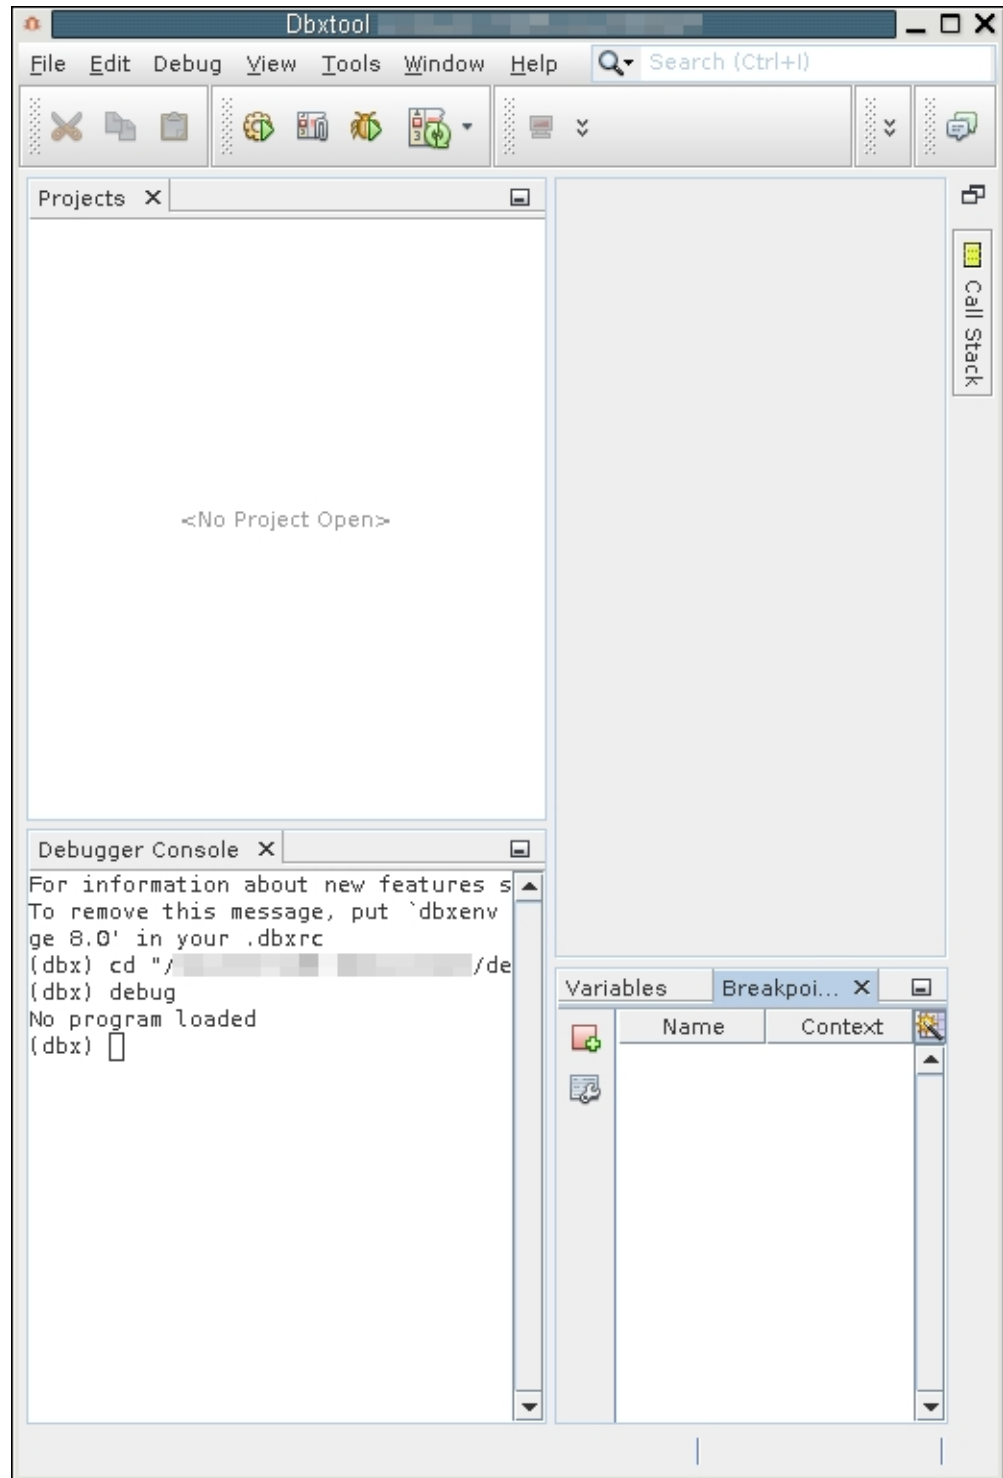 Dbxtool
File Edit Debug View Tools Window Help Search (Ctrl+I)
Projects
<No Project Open>
Call Stack
Debugger Console
For information about new features s
To remove this message, put `dbxenv
ge 8.0' in your .dbxrc
(dbx) cd "/ /de
(dbx) debug
No program loaded
(dbx)
Variables Breakpoi...
Name Context